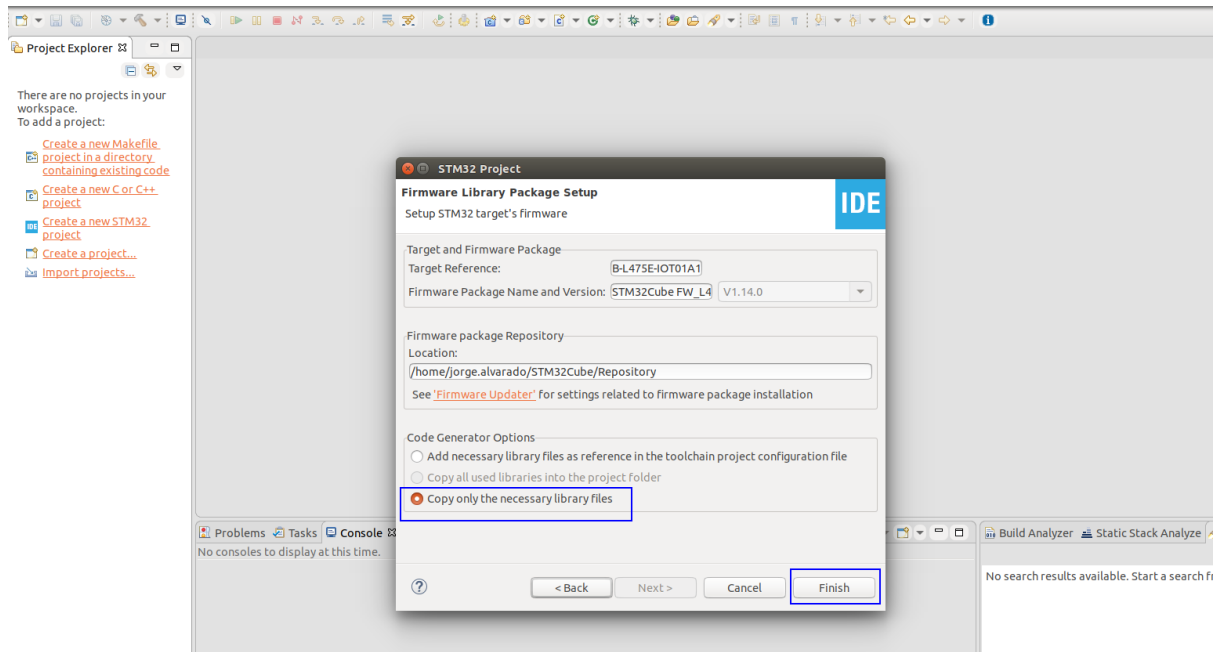 Project Explorer
There are no projects in your
workspace.
To add a project:
Create a new Makefile
project in a directory
containing existing code
Create a new C or C++
project
IDE
Create a new STM32
project
Create a project...
Import projects...
STM32 Project
Firmware Library Package Setup
Setup STM32 target's firmware
IDE
Target and Firmware Package
Target Reference: B-L475E-IOT01A1
Firmware Package Name and Version: STM32Cube FW_L4 V1.14.0
Firmware package Repository
Location:
/home/jorge.alvarado/STM32Cube/Repository
See 'Firmware Updater' for settings related to firmware package installation
Code Generator Options
Add necessary library files as reference in the toolchain project configuration file
Copy all used libraries into the project folder
Copy only the necessary library files
? < Back Next > Cancel Finish
Problems Tasks Console
No consoles to display at this time.
Build Analyzer Static Stack Analyze
No search results available. Start a search